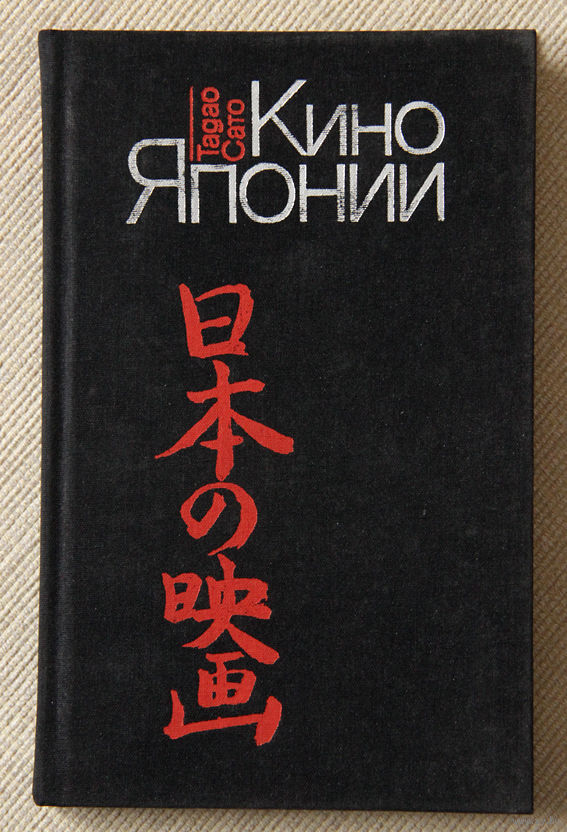 Тадао
Сато
Кино
Японии
日本の映画